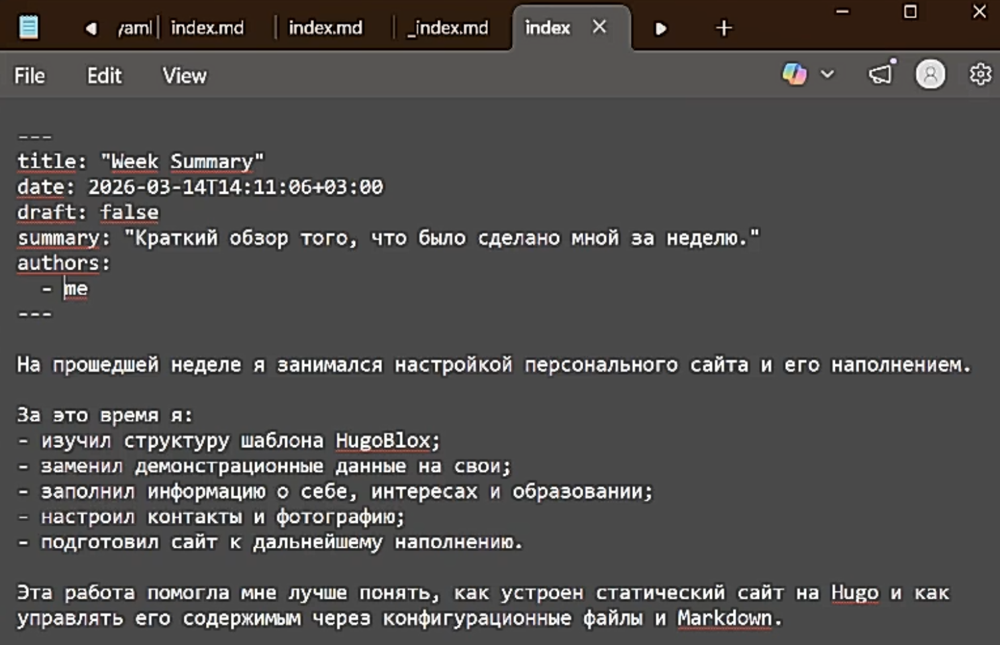 /aml index.md index.md _index.md index
File Edit View
---
title: "Week Summary"
date: 2026-03-14T14:11:06+03:00
draft: false
summary: "Краткий обзор того, что было сделано мной за неделю."
authors:
  - me
---
На прошедшей неделе я занимался настройкой персонального сайта и его наполнением.
За это время я:
- изучил структуру шаблона HugoBlox;
- заменил демонстрационные данные на свои;
- заполнил информацию о себе, интересах и образовании;
- настроил контакты и фотографию;
- подготовил сайт к дальнейшему наполнению.
Эта работа помогла мне лучше понять, как устроен статический сайт на Hugo и как
управлять его содержимым через конфигурационные файлы и Markdown.